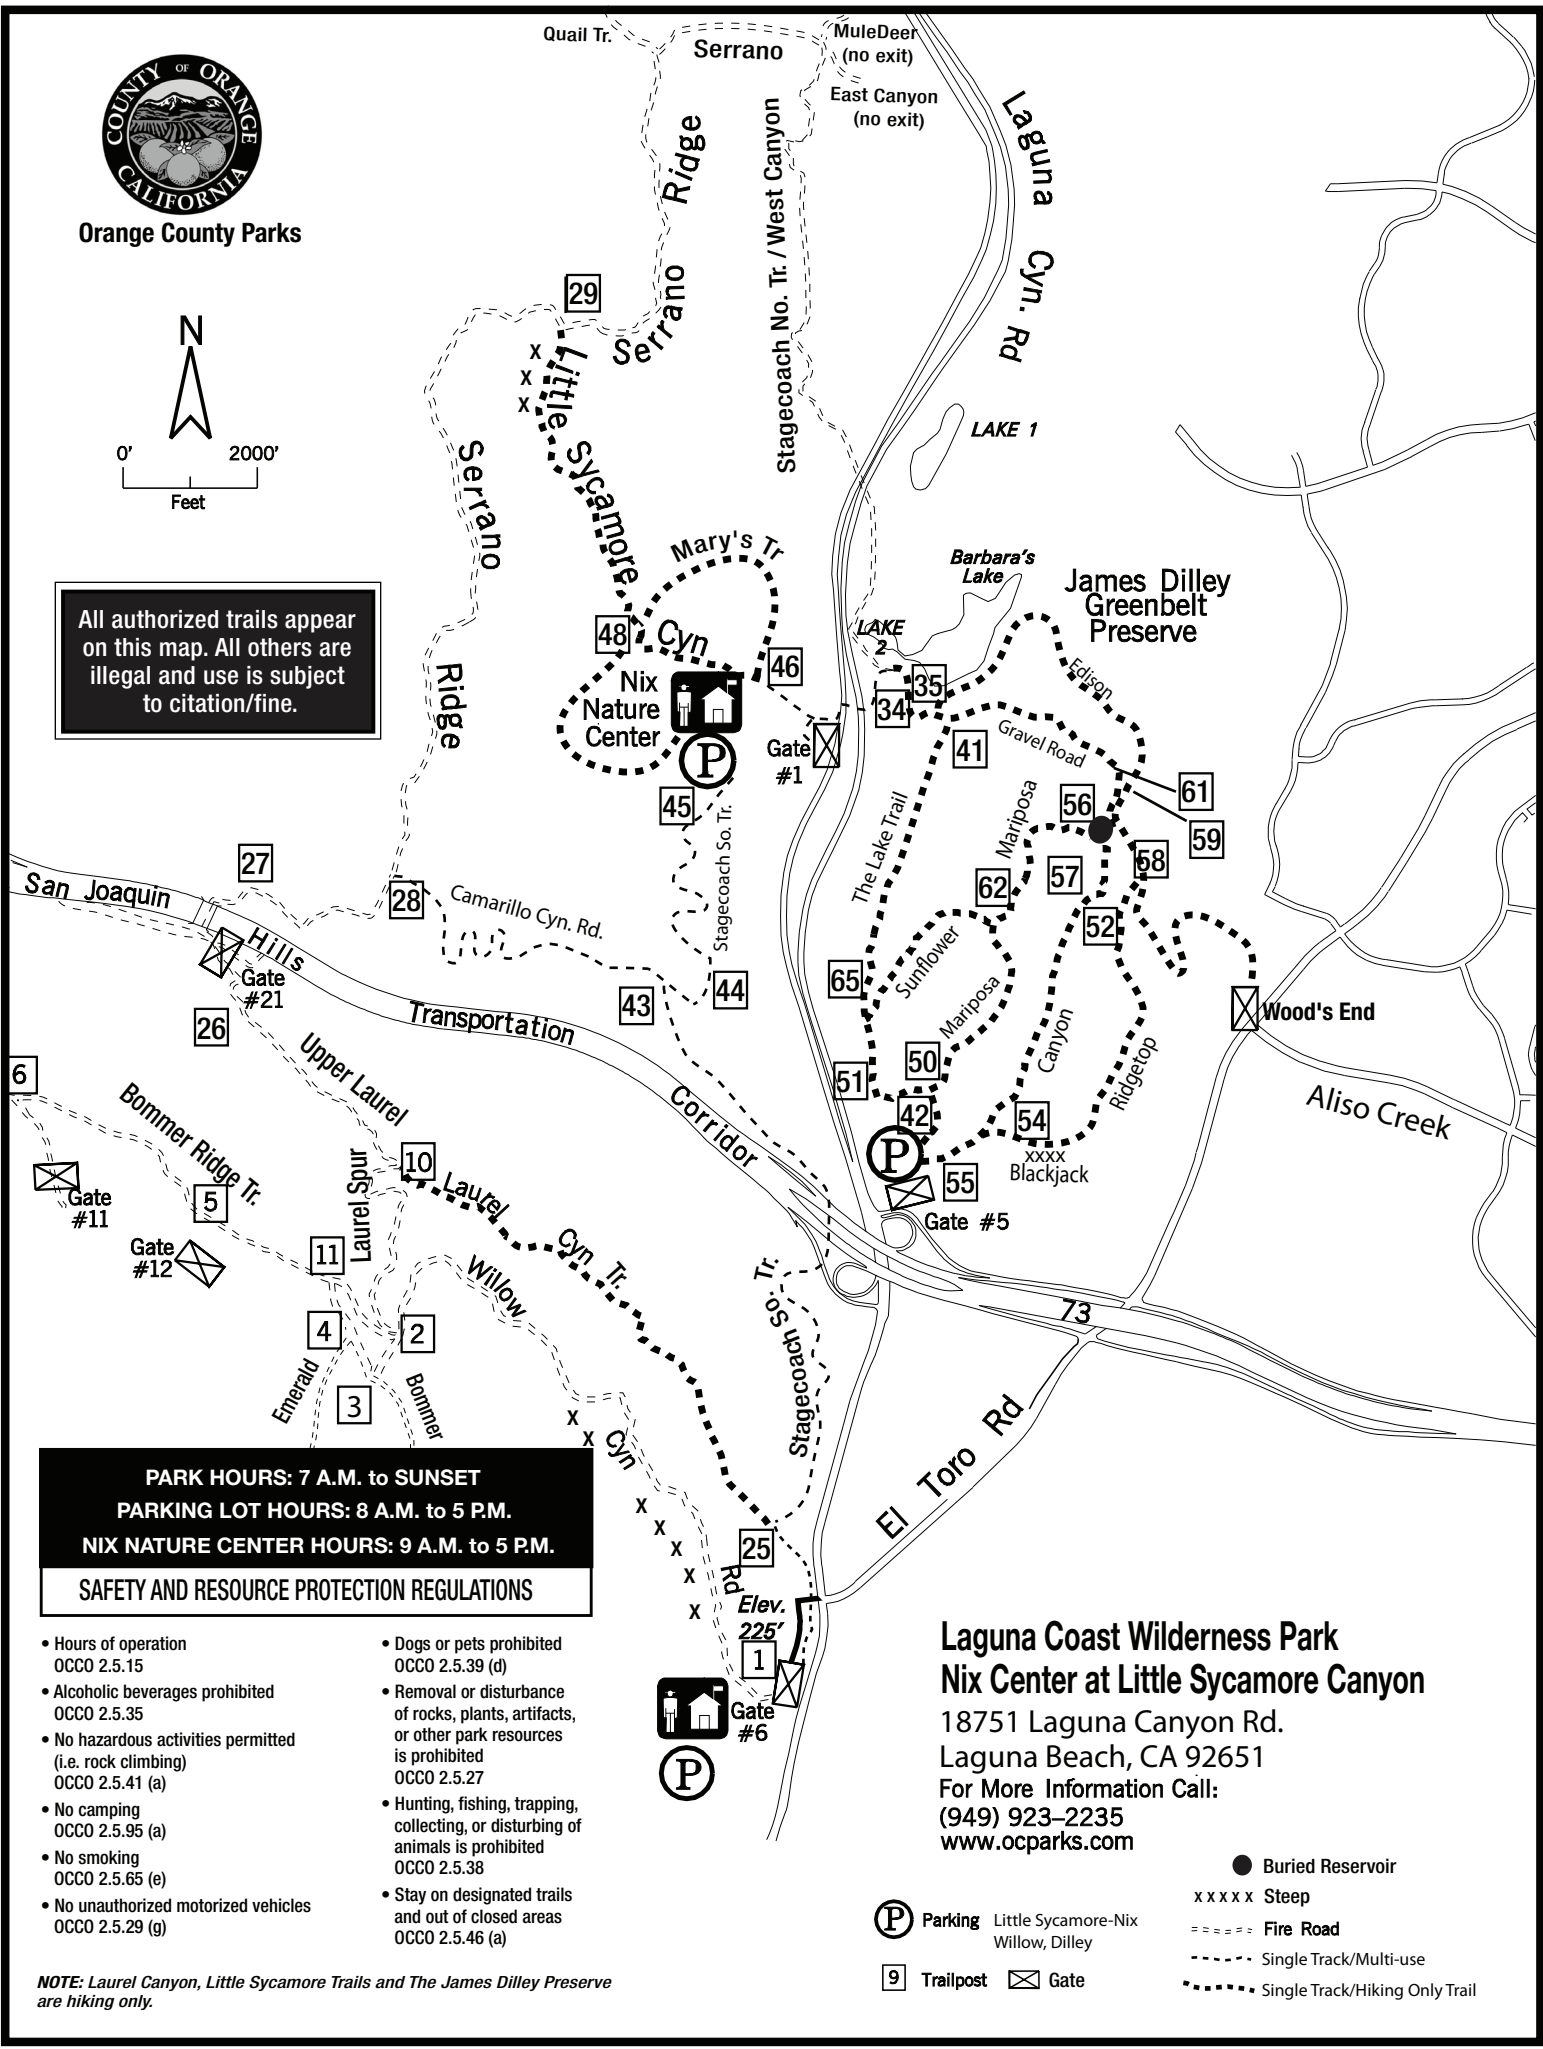 Quail Tr.
Serrano
MuleDeer
(no exit)
East Canyon
(no exit)
COUNTY OF ORANGE
CALIFORNIA
Orange County Parks
Ridge
Serrano
Stagecoach No. Tr. / West Canyon
Laguna Cyn. Rd
N
0' 2000'
Feet
29
X
X
X
Little Sycamore
Cyn
Serrano
Ridge
LAKE 1
Mary's Tr
Barbara's
Lake
James Dilley
Greenbelt
Preserve
All authorized trails appear
on this map. All others are
illegal and use is subject
to citation/fine.
48
46
LAKE
2
35
34
Edison
Nix
Nature
Center
P
Gate
#1
41
Gravel Road
45
Stagecoach So. Tr.
The Lake Trail
Mariposa
56
61
59
58
57
62
52
27
28
San Joaquin
Hills
Transportation
Corridor
Camarillo Cyn. Rd.
Gate
#21
26
43
44
65
Sunflower
Mariposa
Canyon
Ridgetop
Wood's End
Aliso Creek
6
Upper Laurel
Bommer Ridge Tr.
50
51
42
54
P
xxxx
Blackjack
55
Gate #5
10
Laurel Spur
Laurel
Cyn Tr.
Gate
#11
5
Gate
#12
11
Willow
Stagecoach So. Tr.
73
4
2
Emerald
3
Bommer
X
X
Cyn
El Toro Rd
PARK HOURS: 7 A.M. to SUNSET
PARKING LOT HOURS: 8 A.M. to 5 P.M.
NIX NATURE CENTER HOURS: 9 A.M. to 5 P.M.
SAFETY AND RESOURCE PROTECTION REGULATIONS
X
X
X
X
X
25
Rd
Elev.
225'
1
Gate
#6
P
• Hours of operation
OCCO 2.5.15
• Alcoholic beverages prohibited
OCCO 2.5.35
• No hazardous activities permitted
(i.e. rock climbing)
OCCO 2.5.41 (a)
• No camping
OCCO 2.5.95 (a)
• No smoking
OCCO 2.5.65 (e)
• No unauthorized motorized vehicles
OCCO 2.5.29 (g)
• Dogs or pets prohibited
OCCO 2.5.39 (d)
• Removal or disturbance
of rocks, plants, artifacts,
or other park resources
is prohibited
OCCO 2.5.27
• Hunting, fishing, trapping,
collecting, or disturbing of
animals is prohibited
OCCO 2.5.38
• Stay on designated trails
and out of closed areas
OCCO 2.5.46 (a)
NOTE: Laurel Canyon, Little Sycamore Trails and The James Dilley Preserve
are hiking only.
Laguna Coast Wilderness Park
Nix Center at Little Sycamore Canyon
18751 Laguna Canyon Rd.
Laguna Beach, CA 92651
For More Information Call:
(949) 923–2235
www.ocparks.com
Buried Reservoir
x x x x x Steep
Fire Road
Single Track/Multi-use
Single Track/Hiking Only Trail
P Parking Little Sycamore-Nix
Willow, Dilley
9 Trailpost Gate